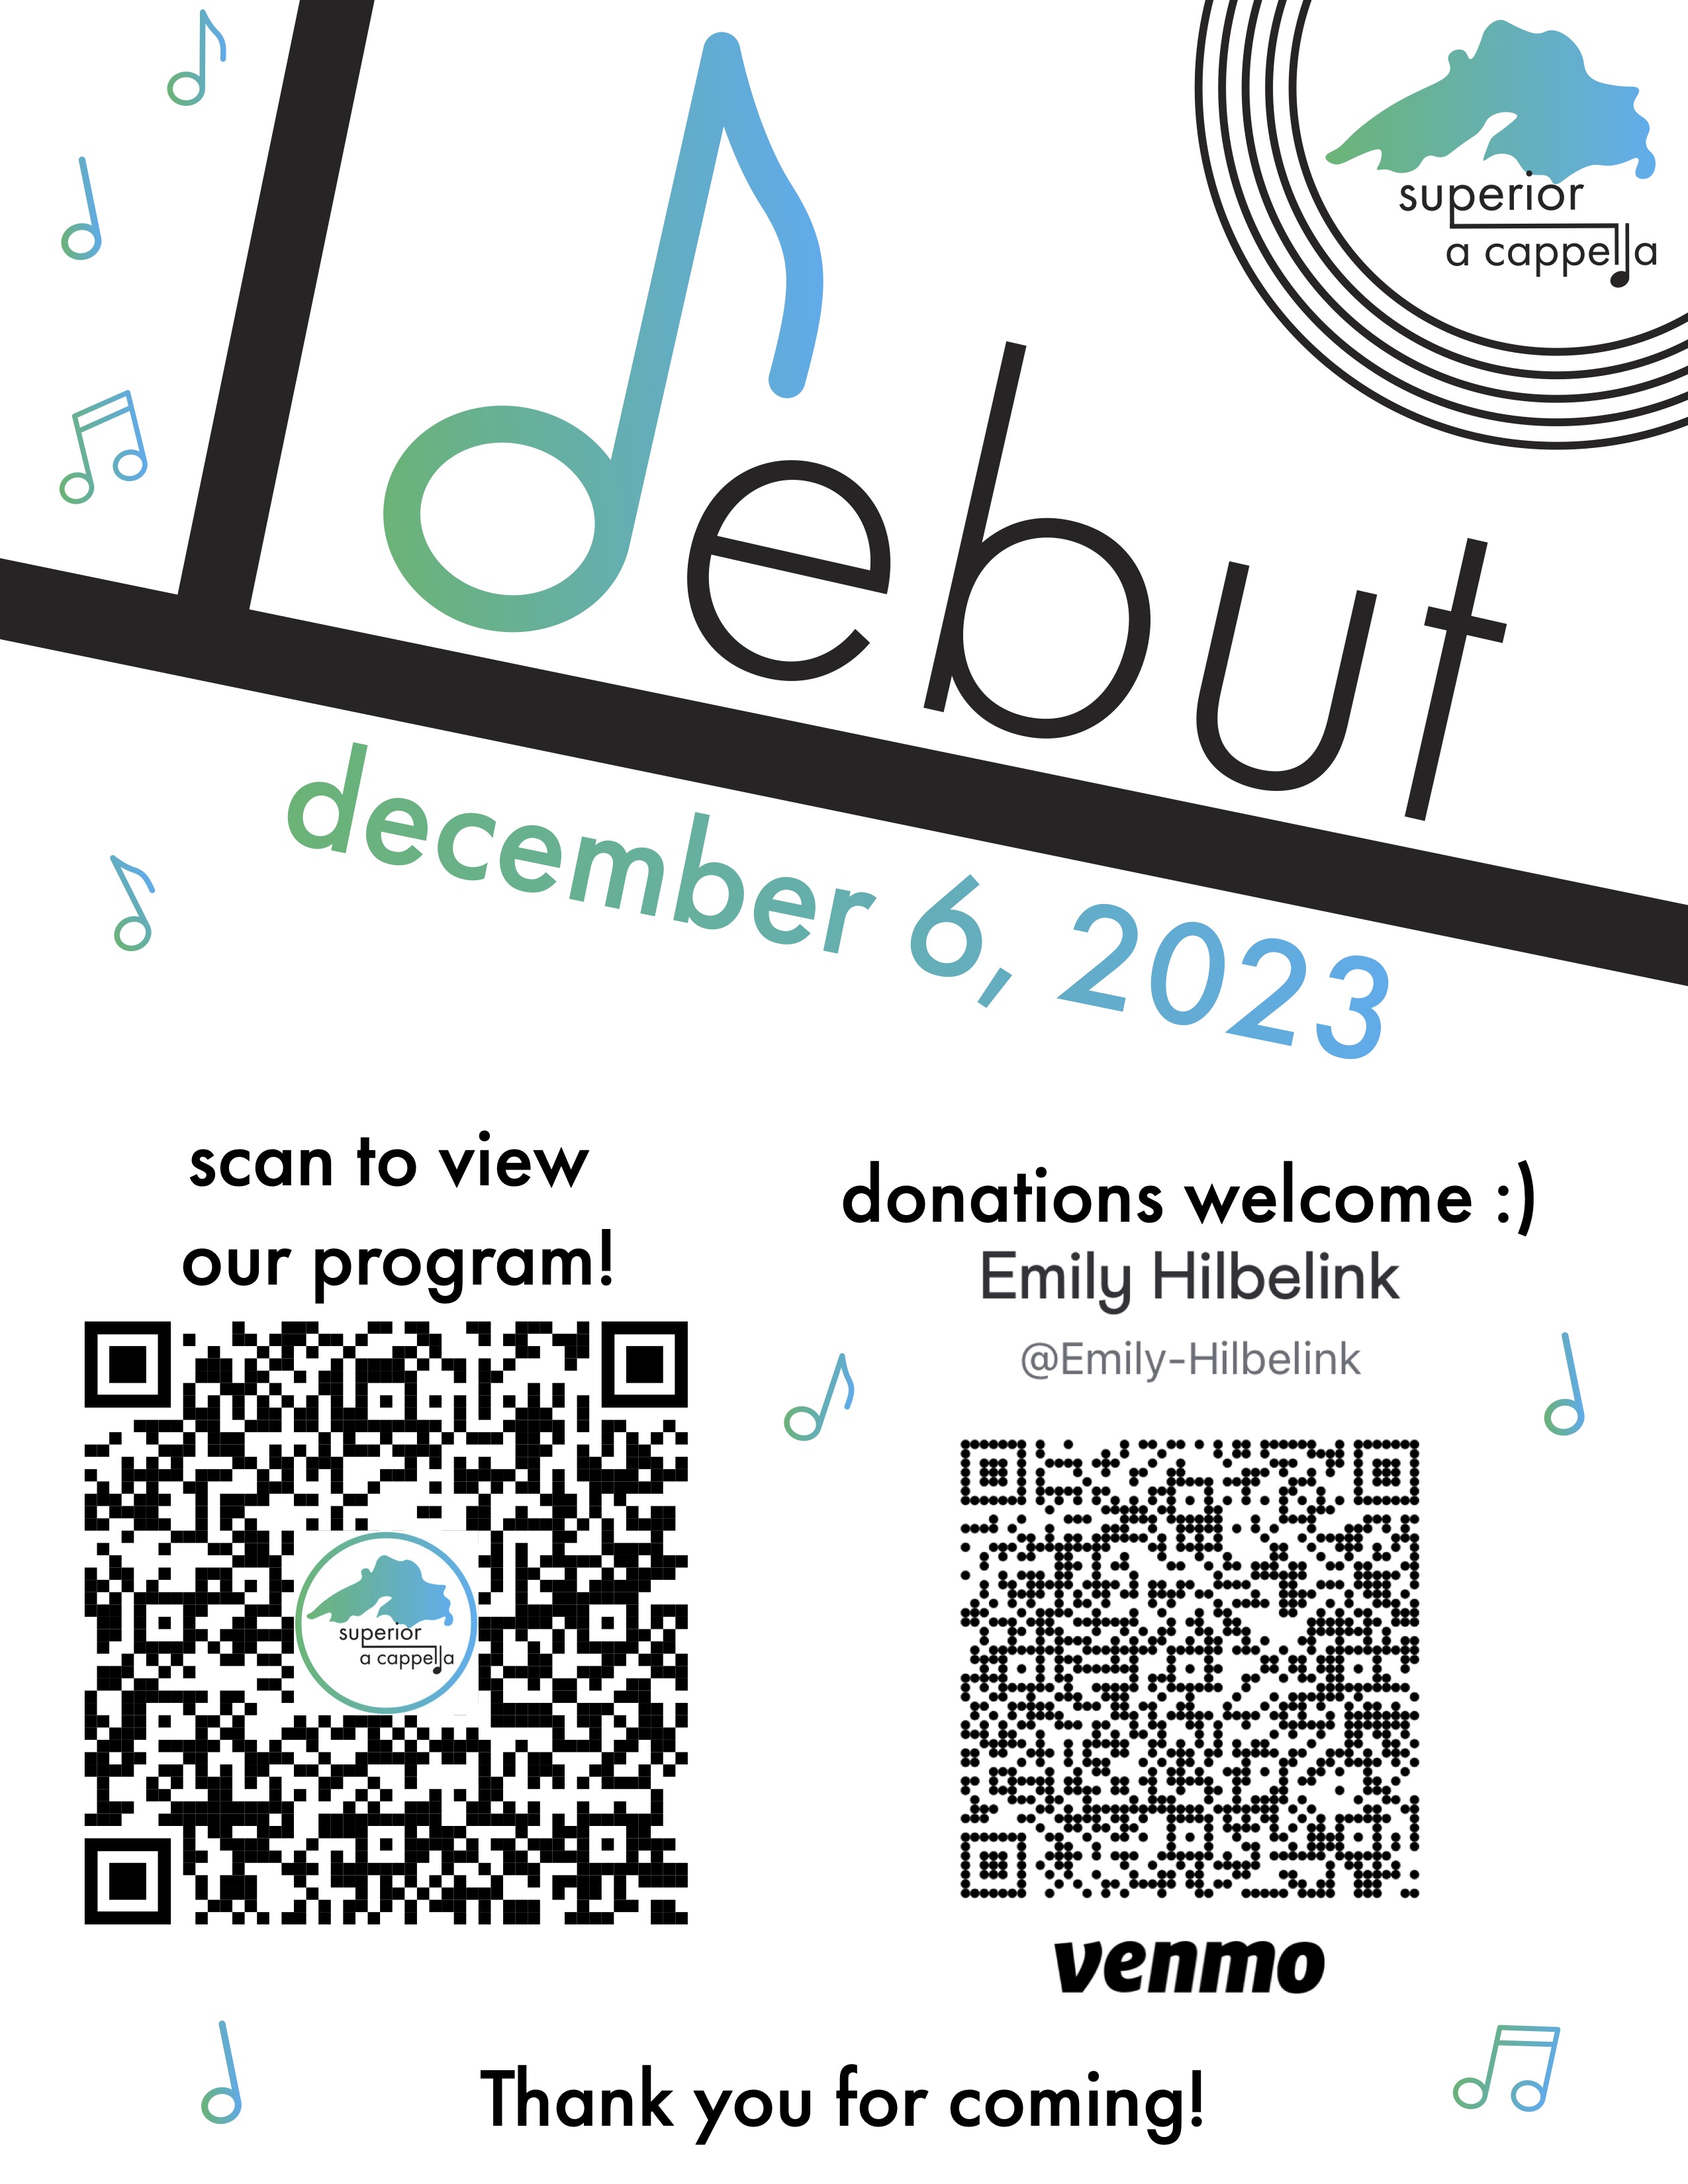 superior
a cappella
debut
december 6, 2023
scan to view
our program!
superior
a cappella
donations welcome :)
Emily Hilbelink
@Emily-Hilbelink
venmo
Thank you for coming!